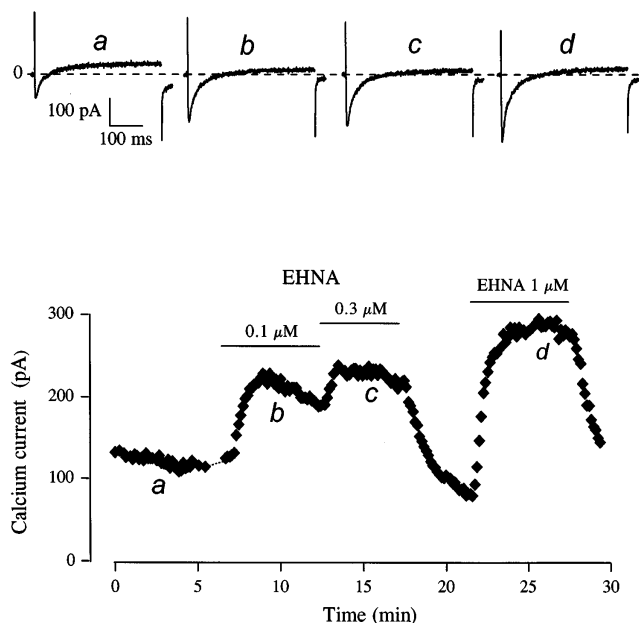 a b c d
0
100 pA
100 ms
EHNA
EHNA 1 μM
0.3 μM
0.1 μM
300
200
100
0
Calcium current (pA)
a b c d
0 5 10 15 20 25 30
Time (min)